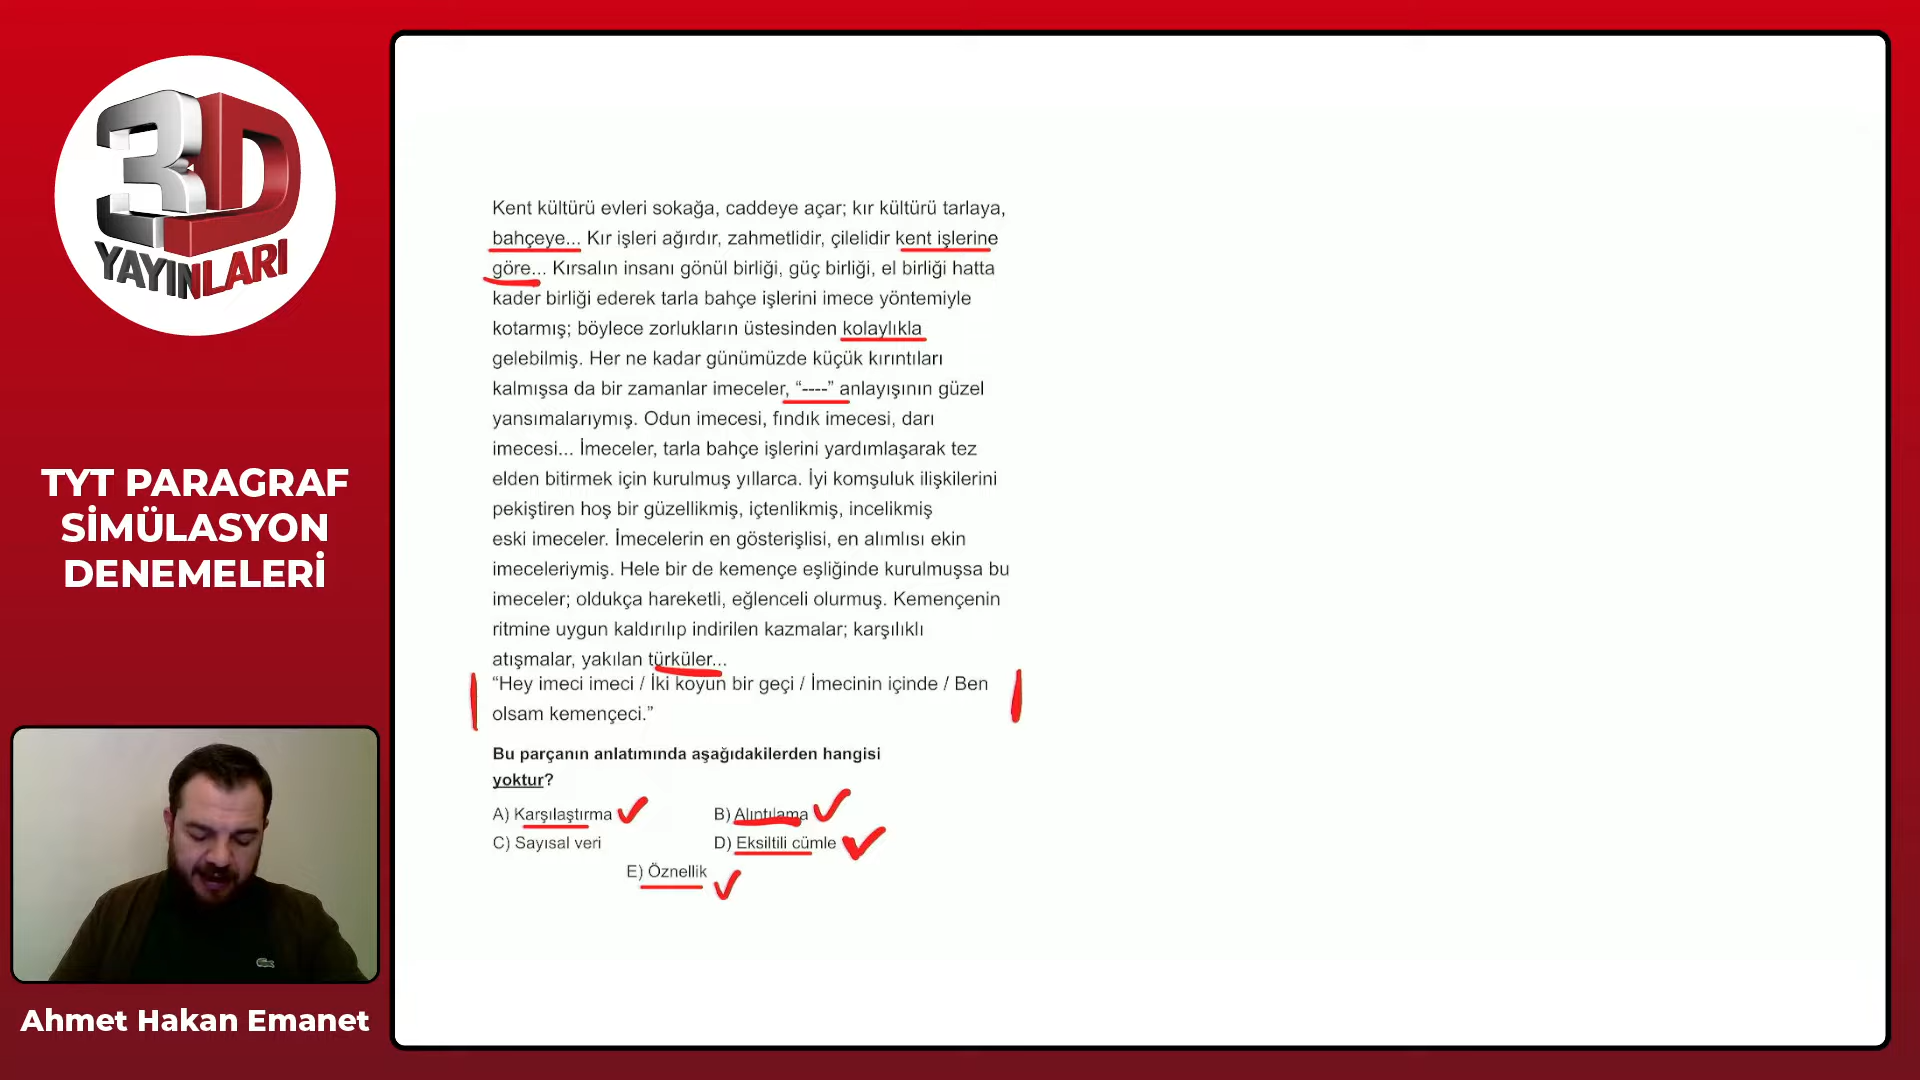 3D
YAYINLARI
TYT PARAGRAF
SİMÜLASYON
DENEMELERİ
Ahmet Hakan Emanet
Kent kültürü evleri sokağa, caddeye açar; kır kültürü tarlaya,
bahçeye... Kır işleri ağırdır, zahmetlidir, çilelidir kent işlerine
göre... Kırsalın insanı gönül birliği, güç birliği, el birliği hatta
kader birliği ederek tarla bahçe işlerini imece yöntemiyle
kotarmış; böylece zorlukların üstesinden kolaylıkla
gelebilmiş. Her ne kadar günümüzde küçük kırıntıları
kalmışsa da bir zamanlar imeceler, “----” anlayışının güzel
yansımalarıymış. Odun imecesi, fındık imecesi, darı
imecesi... İmeceler, tarla bahçe işlerini yardımlaşarak tez
elden bitirmek için kurulmuş yıllarca. İyi komşuluk ilişkilerini
pekiştiren hoş bir güzellikmiş, içtenlikmiş, incelikmiş
eski imeceler. İmecelerin en gösterişlisi, en alımlısı ekin
imeceleriymiş. Hele bir de kemençe eşliğinde kurulmuşsa bu
imeceler; oldukça hareketli, eğlenceli olurmuş. Kemençenin
ritmine uygun kaldırılıp indirilen kazmalar; karşılıklı
atışmalar, yakılan türküler...
“Hey imeci imeci / İki koyun bir geçi / İmecinin içinde / Ben
olsam kemençeci.”
Bu parçanın anlatımında aşağıdakilerden hangisi
yoktur?
A) Karşılaştırma B) Alıntılama
C) Sayısal veri D) Eksiltili cümle
E) Öznellik